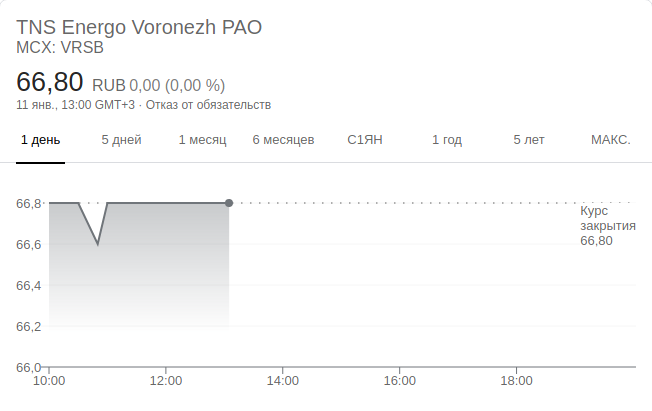 TNS Energo Voronezh PAO
MCX: VRSB
66,80 RUB 0,00 (0,00 %)
11 янв., 13:00 GMT+3 · Отказ от обязательств
1 день 5 дней 1 месяц 6 месяцев С1ЯН 1 год 5 лет МАКС.
66,8
Курс
закрытия
66,80
66,6
66,4
66,2
66,0
10:00 12:00 14:00 16:00 18:00